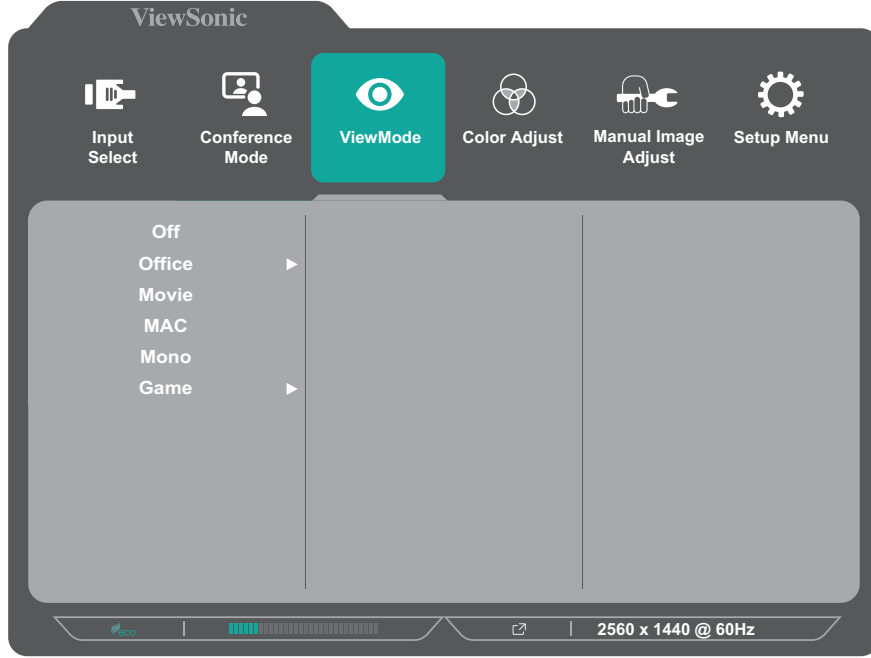 ViewSonic
Input
Select
Conference
Mode
ViewMode
Color Adjust
Manual Image
Adjust
Setup Menu
Off
Office
Movie
MAC
Mono
Game
eco
2560 x 1440 @ 60Hz